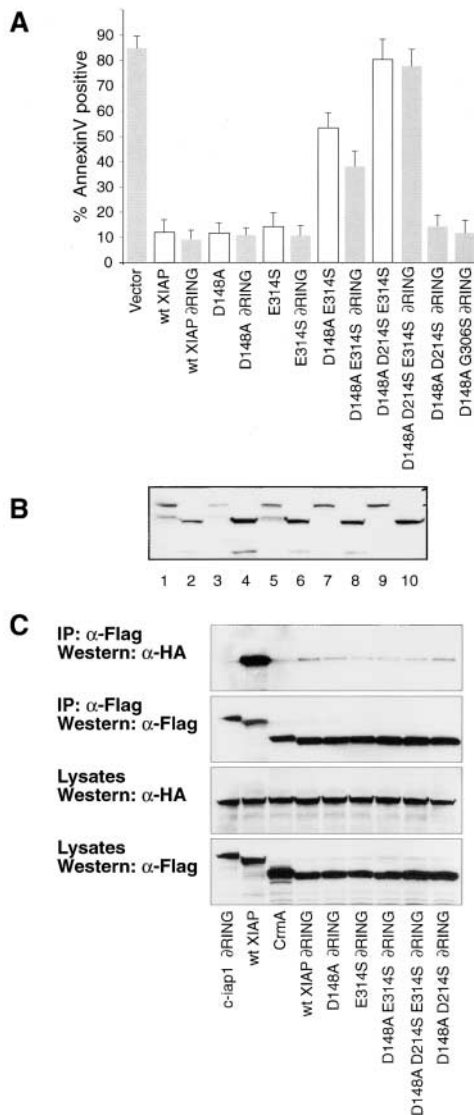 A
% AnnexinV positive
90
80
70
60
50
40
30
20
10
0
Vector
wt XIAP
wt XIAP ∂RING
D148A
D148A ∂RING
E314S
E314S ∂RING
D148A E314S
D148A E314S ∂RING
D148A D214S E314S
D148A D214S E314S ∂RING
D148A D214S ∂RING
D148A G306S ∂RING
B
1 2 3 4 5 6 7 8 9 10
C
IP: α-Flag
Western: α-HA
IP: α-Flag
Western: α-Flag
Lysates
Western: α-HA
Lysates
Western: α-Flag
c-iap1 ∂RING
wt XIAP
CrmA
wt XIAP ∂RING
D148A ∂RING
E314S ∂RING
D148A E314S ∂RING
D148A D214S E314S ∂RING
D148A D214S ∂RING